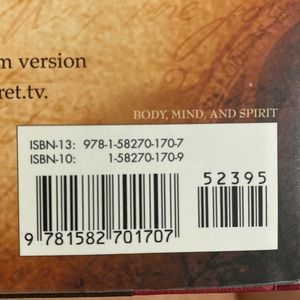 m version
ret.tv.
BODY, MIND, AND SPIRIT
ISBN-13: 978-1-58270-170-7
ISBN-10: 1-58270-170-9
52395
9 781582 701707